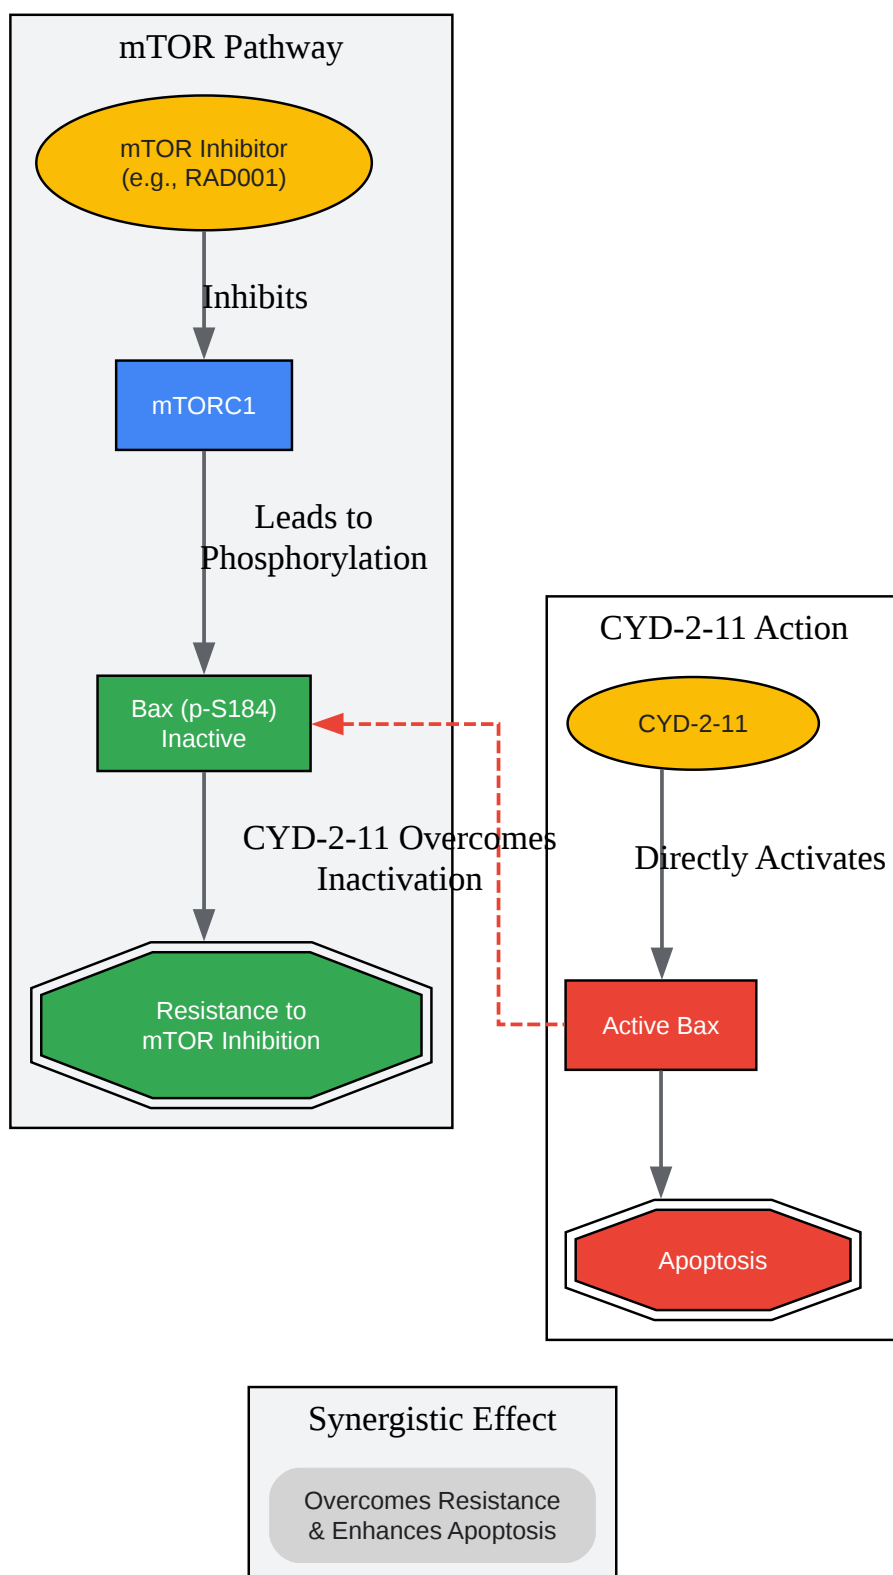 mTOR Pathway
mTOR Inhibitor
(e.g., RAD001)
Inhibits
mTORC1
Leads to
Phosphorylation
Bax (p-S184)
Inactive
CYD-2-11 Overcomes
Inactivation
Resistance to
mTOR Inhibition
CYD-2-11 Action
CYD-2-11
Directly Activates
Active Bax
Apoptosis
Synergistic Effect
Overcomes Resistance
& Enhances Apoptosis